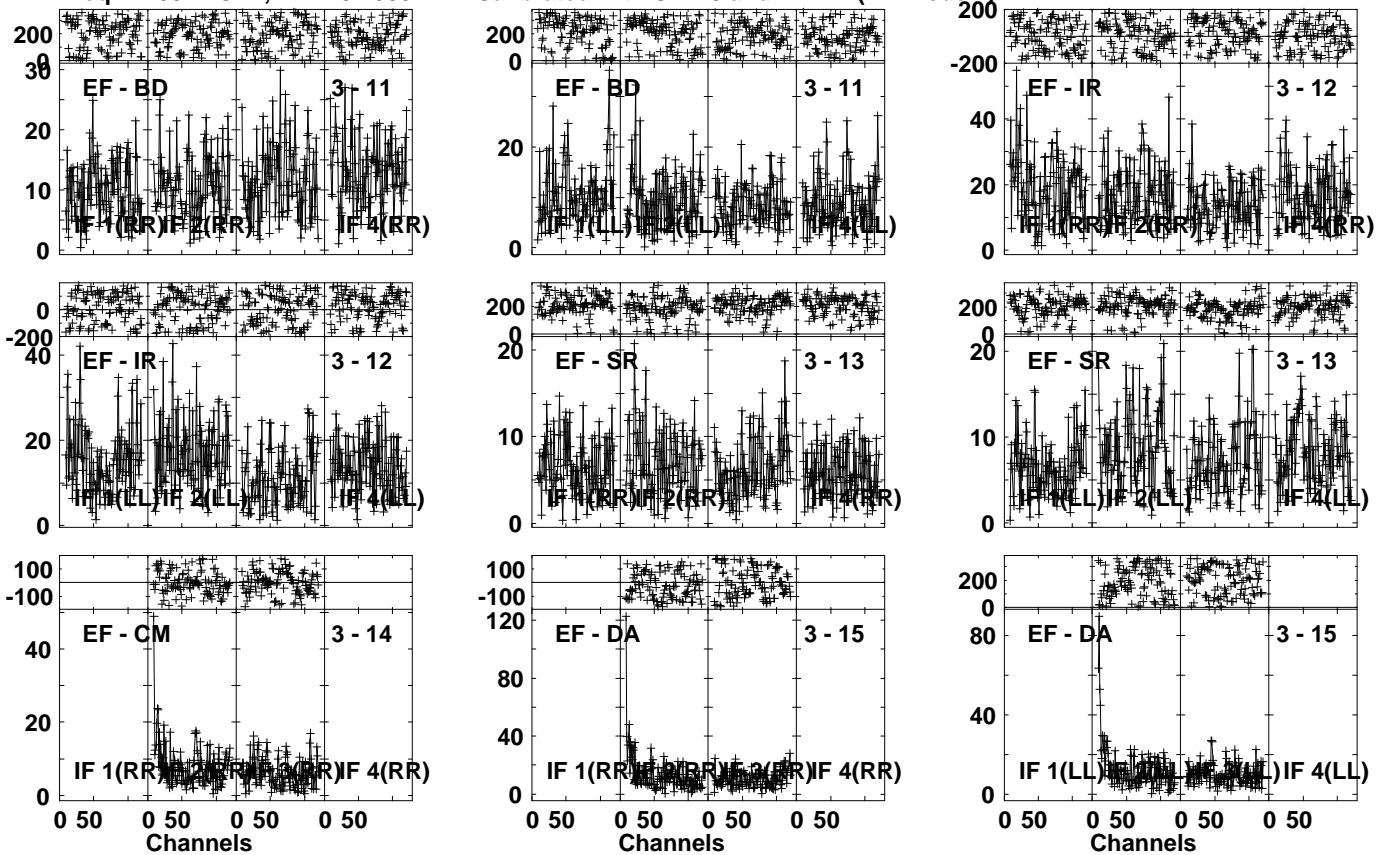 200
0
30
EF - BD
3 - 11
20
10
IF 1(RR)
IF 2(RR)
IF 4(RR)
0
400
200
0
EF - BD
3 - 11
20
IF 1(LL)
IF 2(LL)
IF 4(LL)
0
200
-200
EF - IR
3 - 12
40
20
IF 1(RR)
IF 2(RR)
IF 4(RR)
0
0
-200
40
EF - IR
3 - 12
20
IF 1(LL)
IF 2(LL)
IF 4(LL)
0
200
0
20
EF - SR
3 - 13
10
IF 1(RR)
IF 2(RR)
IF 4(RR)
0
200
0
20
EF - SR
3 - 13
10
IF 1(LL)
IF 2(LL)
IF 4(LL)
0
100
-100
EF - CM
3 - 14
40
20
IF 1(RR)
IF 2(RR)
IF 3(RR)
IF 4(RR)
0
0 50 0 50 0 50 0 50
Channels
100
-100
120
EF - DA
3 - 15
80
40
IF 1(RR)
IF 2(RR)
IF 3(RR)
IF 4(RR)
0
0 50 0 50 0 50 0 50
Channels
200
0
EF - DA
3 - 15
80
40
IF 1(LL)
IF 2(LL)
IF 3(LL)
IF 4(LL)
0
0 50 0 50 0 50 0 50
Channels